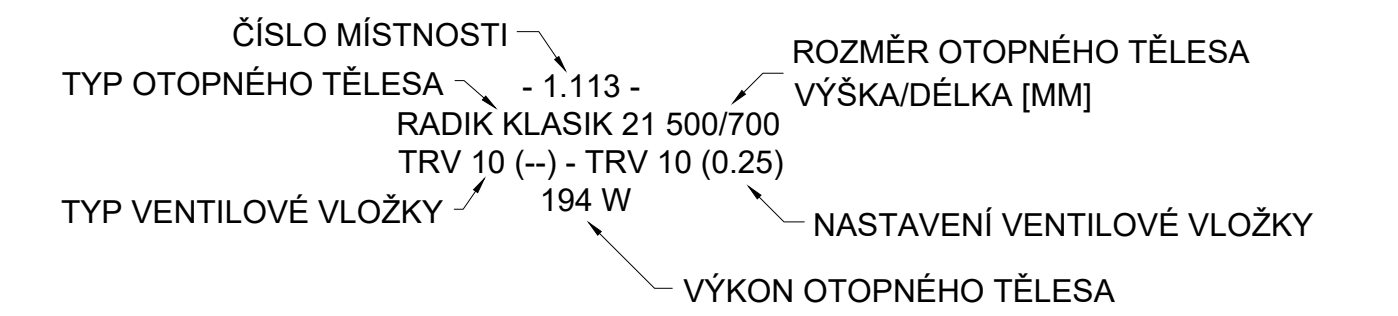 ČÍSLO MÍSTNOSTI
ROZMĚR OTOPNÉHO TĚLESA
VÝŠKA/DÉLKA [MM]
TYP OTOPNÉHO TĚLESA
- 1.113 -
RADIK KLASIK 21 500/700
TRV 10 (--) - TRV 10 (0.25)
194 W
TYP VENTILOVÉ VLOŽKY
NASTAVENÍ VENTILOVÉ VLOŽKY
VÝKON OTOPNÉHO TĚLESA